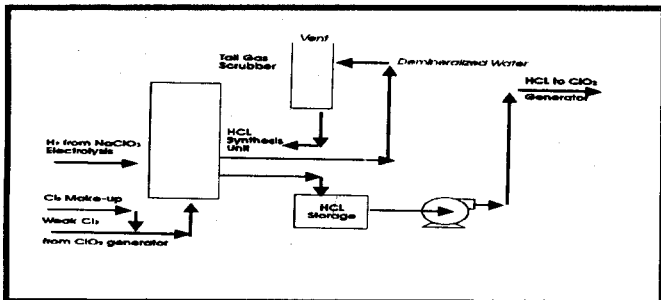 Vent
Tail Gas
Scrubber
Demineralized Water
HCL to ClO₂
Generator
H₂ from NaClO₃
Electrolysis
HCL
Synthesis
Unit
Cl₂ Make-up
Weak Cl₂
from ClO₂ generator
HCL
Storage